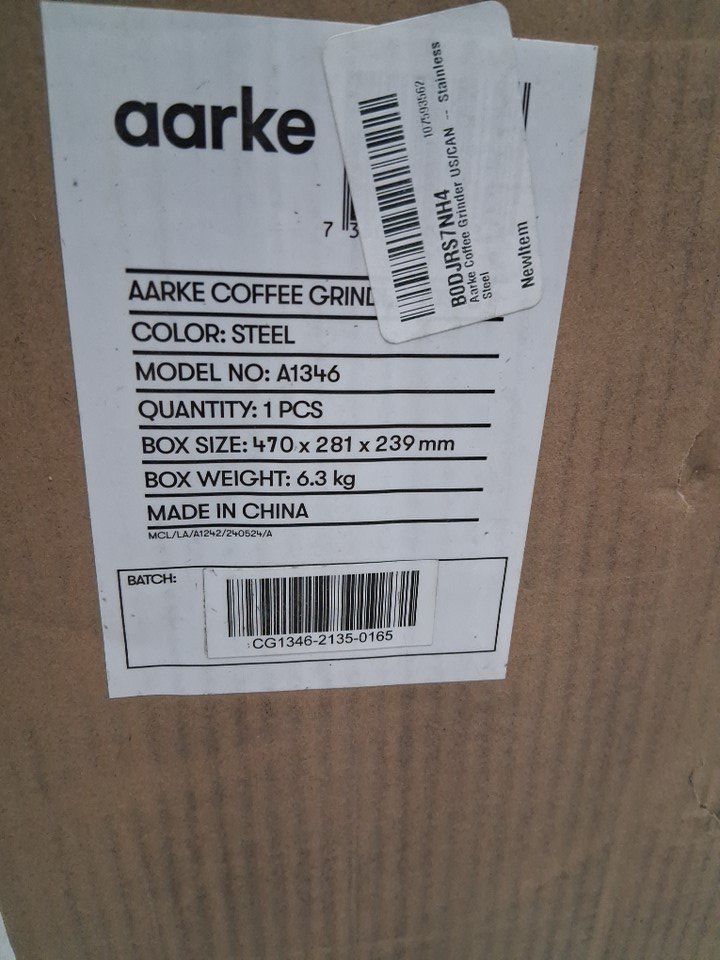 aarke
7 3
AARKE COFFEE GRIND
COLOR: STEEL
MODEL NO: A1346
QUANTITY: 1 PCS
BOX SIZE: 470 x 281 x 239 mm
BOX WEIGHT: 6.3 kg
MADE IN CHINA
MCL/LA/A1242/240524/A
BATCH:
CG1346-2135-0165
107593562
B0DJRS7NH4
Aarke Coffee Grinder US/CAN -- Stainless
Steel
NewItem